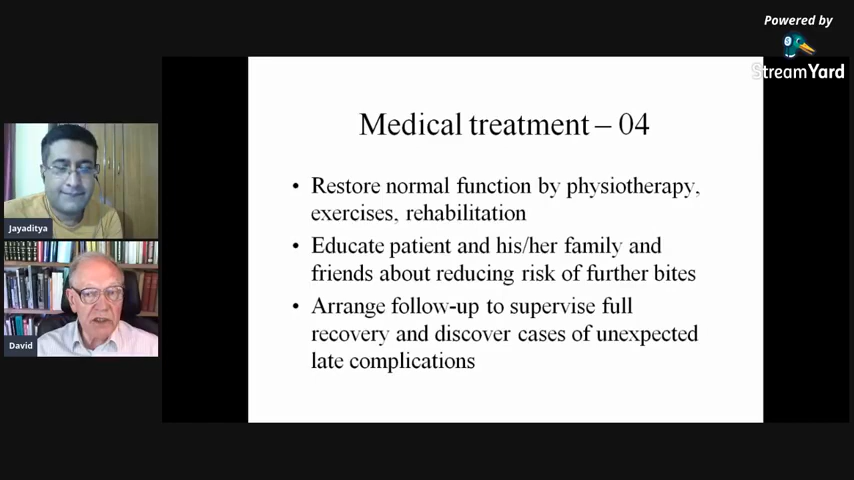 Powered by
StreamYard
Medical treatment – 04
• Restore normal function by physiotherapy,
exercises, rehabilitation
• Educate patient and his/her family and
friends about reducing risk of further bites
• Arrange follow-up to supervise full
recovery and discover cases of unexpected
late complications
Jayaditya
David